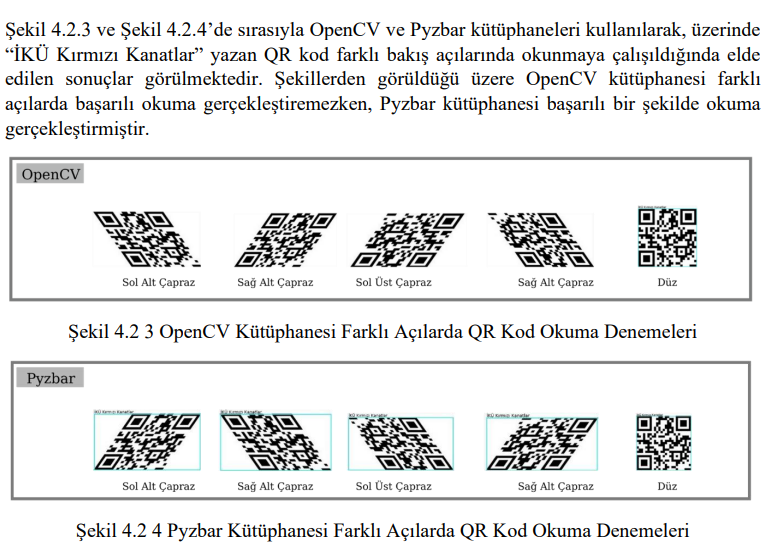 Şekil 4.2.3 ve Şekil 4.2.4’de sırasıyla OpenCV ve Pyzbar kütüphaneleri kullanılarak, üzerinde
“İKÜ Kırmızı Kanatlar” yazan QR kod farklı bakış açılarında okunmaya çalışıldığında elde
edilen sonuçlar görülmektedir. Şekillerden görüldüğü üzere OpenCV kütüphanesi farklı
açılarda başarılı okuma gerçekleştiremezken, Pyzbar kütüphanesi başarılı bir şekilde okuma
gerçekleştirmiştir.
OpenCV
Sol Alt Çapraz Sağ Alt Çapraz Sol Üst Çapraz Sağ Alt Çapraz Düz
Şekil 4.2 3 OpenCV Kütüphanesi Farklı Açılarda QR Kod Okuma Denemeleri
Pyzbar
İKÜ Kırmızı Kanatlar İKÜ Kırmızı Kanatlar İKÜ Kırmızı Kanatlar İKÜ Kırmızı Kanatlar
Sol Alt Çapraz Sağ Alt Çapraz Sol Üst Çapraz Sağ Alt Çapraz Düz
Şekil 4.2 4 Pyzbar Kütüphanesi Farklı Açılarda QR Kod Okuma Denemeleri